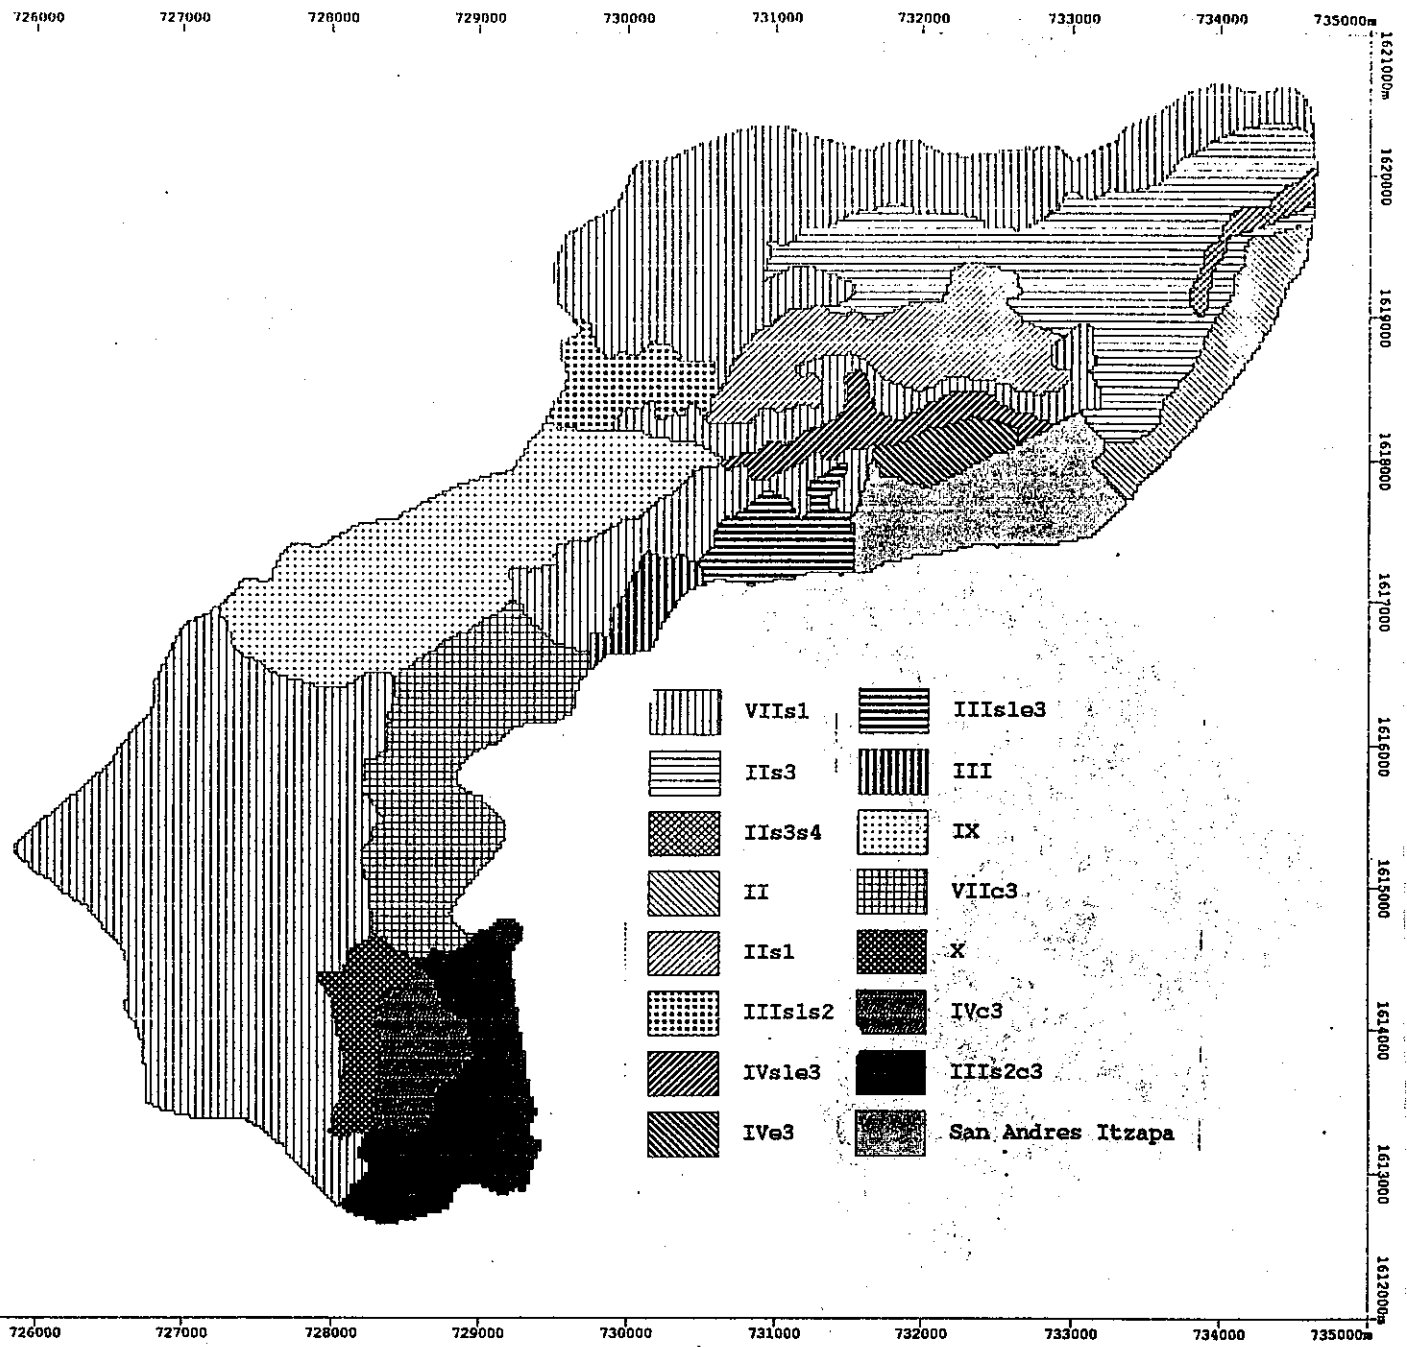 726000 727000 728000 729000 730000 731000 732000 733000 734000 735000m
1621000m
1620000
1619000
1618000
1617000
1616000
1615000
1614000
1613000
1612000m
VIIs1
IIs3
IIs3s4
II
IIs1
IIIs1s2
IVs1e3
IVe3
IIIs1e3
III
IX
VIIc3
X
IVc3
IIIs2c3
San Andres Itzapa
726000 727000 728000 729000 730000 731000 732000 733000 734000 735000m